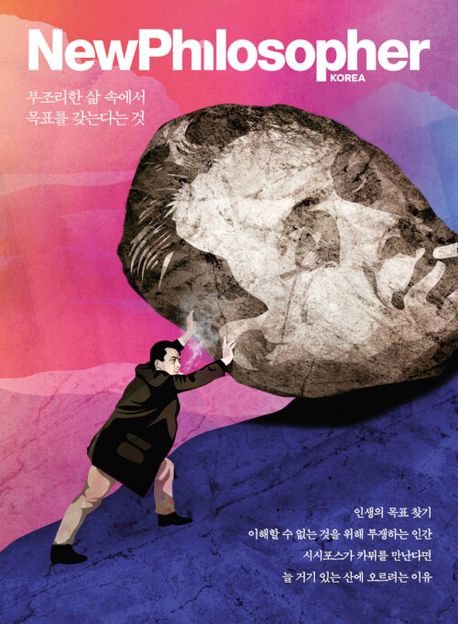 NewPhilosopher
KOREA
부조리한 삶 속에서
목표를 갖는다는 것
인생의 목표 찾기
이해할 수 없는 것을 위해 투쟁하는 인간
시시포스가 카뮈를 만난다면
늘 거기 있는 산에 오르려는 이유